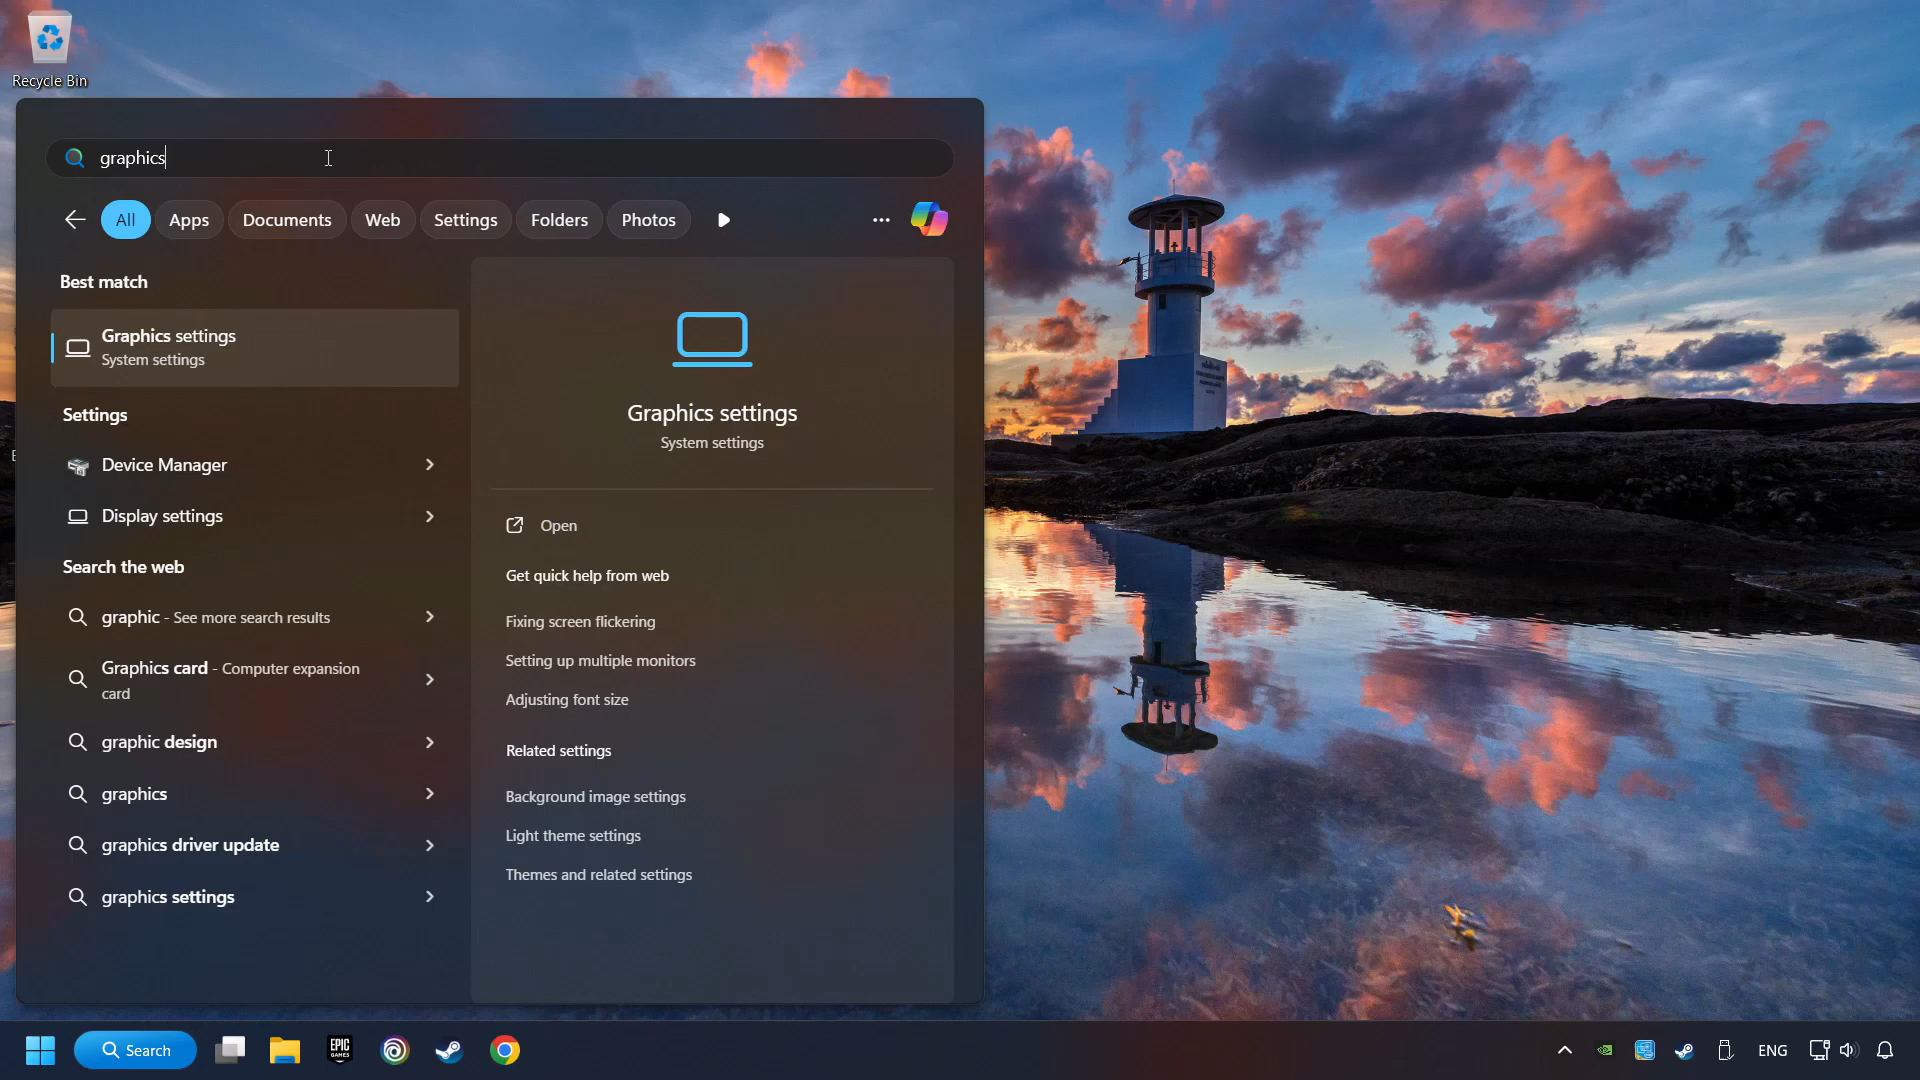 Recycle Bin
graphics
All
Apps
Documents
Web
Settings
Folders
Photos
Best match
Graphics settings
System settings
Settings
Device Manager
Display settings
Search the web
graphic - See more search results
Graphics card - Computer expansion
card
graphic design
graphics
graphics driver update
graphics settings
Graphics settings
System settings
Open
Get quick help from web
Fixing screen flickering
Setting up multiple monitors
Adjusting font size
Related settings
Background image settings
Light theme settings
Themes and related settings
Search
EPIC
GAMES
ENG